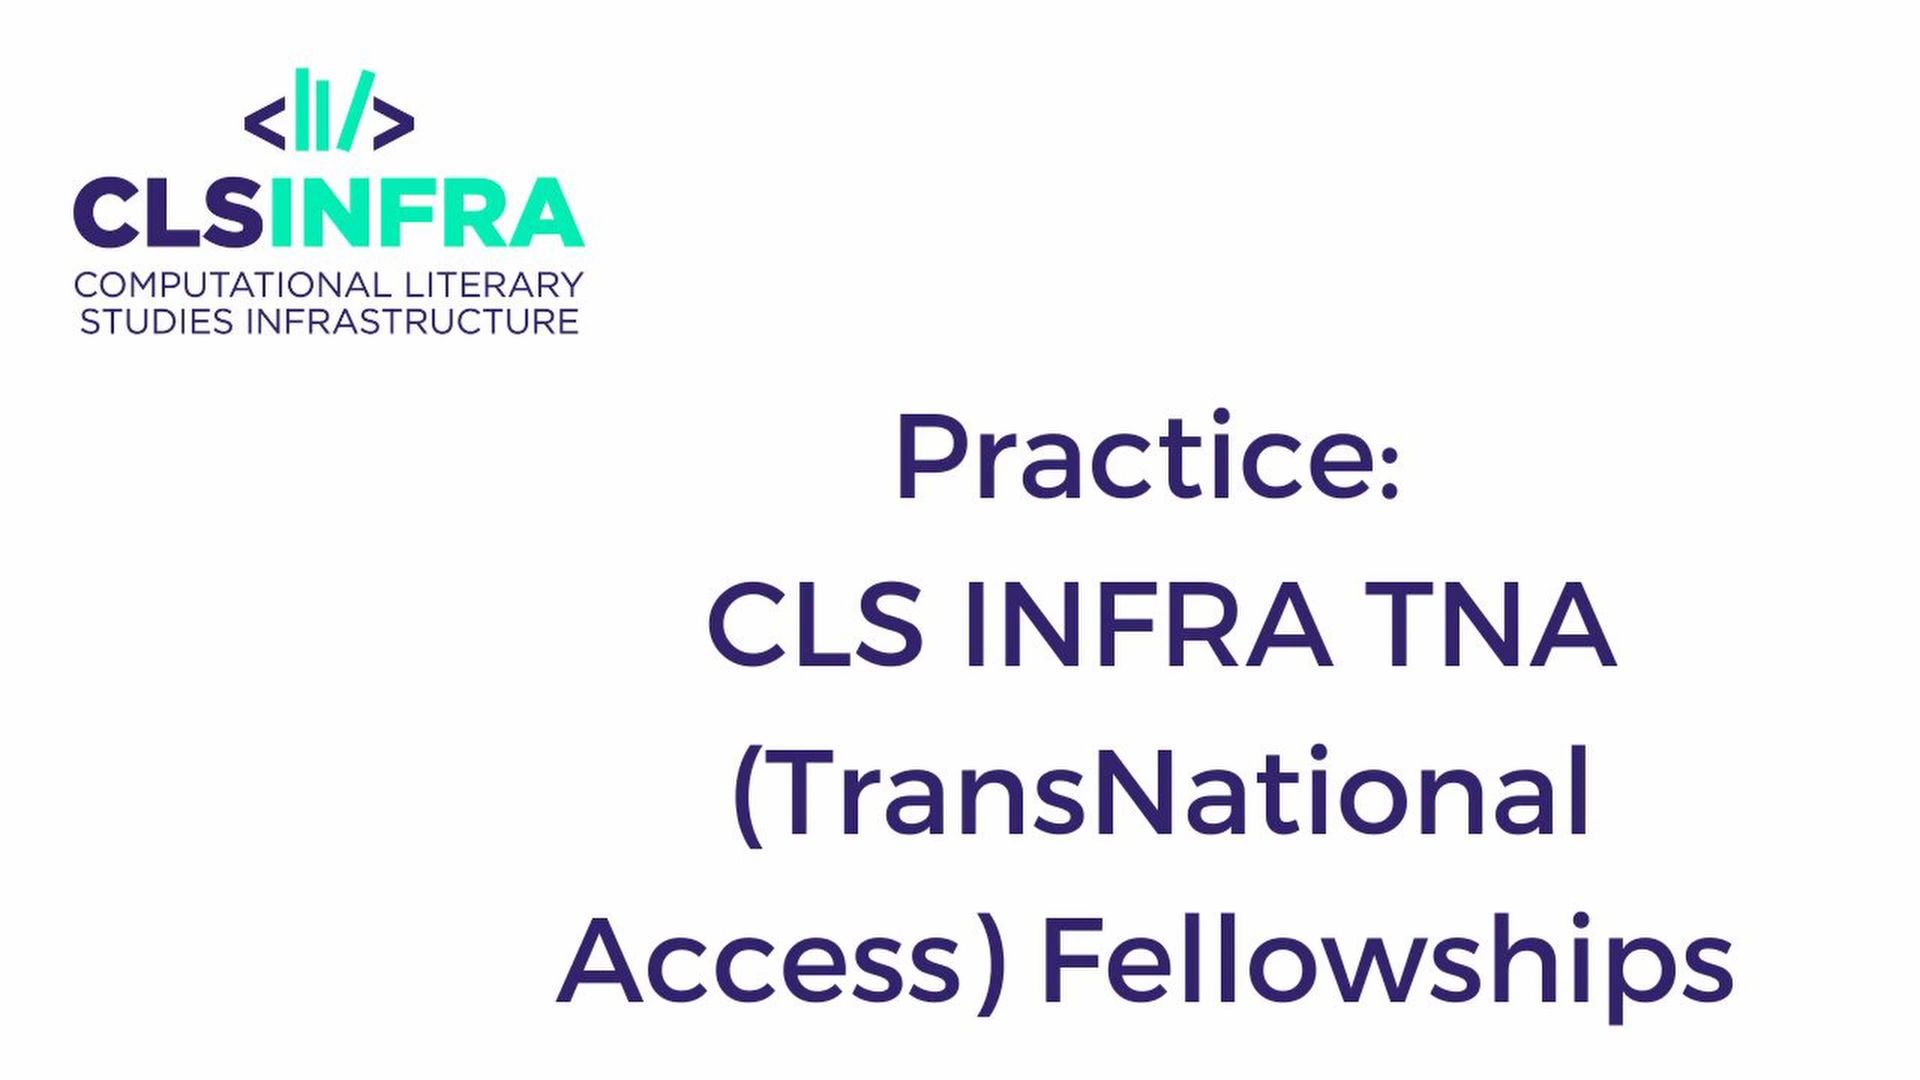 CLSINFRA
COMPUTATIONAL LITERARY
STUDIES INFRASTRUCTURE
Practice:
CLS INFRA TNA
(TransNational
Access) Fellowships